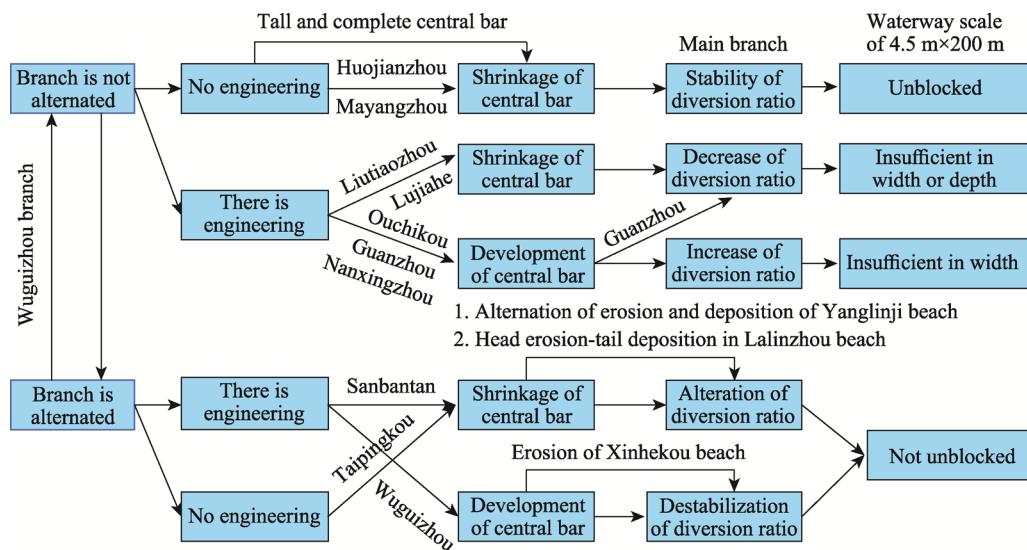 Tall and complete central bar
Main branch
Waterway scale
of 4.5 m×200 m
Branch is not
alternated
No engineering
Huojianzhou
Mayangzhou
Shrinkage of
central bar
Stability of
diversion ratio
Unblocked
There is
engineering
Liutiaozhou
Lujiahe
Shrinkage of
central bar
Decrease of
diversion ratio
Insufficient in
width or depth
Ouchikou
Guanzhou
Nanxingzhou
Development
of central bar
Guanzhou
Increase of
diversion ratio
Insufficient in width
Wuguizhou branch
1. Alternation of erosion and deposition of Yanglinji beach
2. Head erosion-tail deposition in Lalinzhou beach
Branch is
alternated
There is
engineering
Sanbantan
Shrinkage of
central bar
Alteration of
diversion ratio
Taipingkou
Not unblocked
Erosion of Xinhekou beach
No engineering
Wuguizhou
Development
of central bar
Destabilization
of diversion ratio